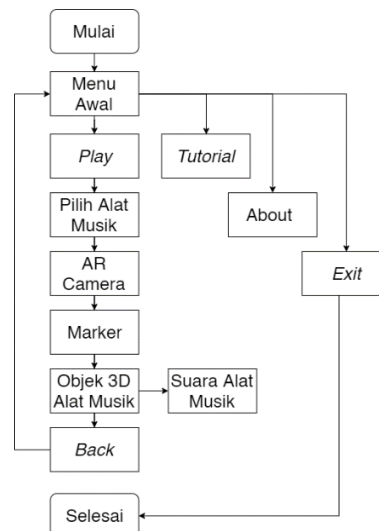 Mulai
Menu
Awal
Play
Tutorial
Pilih Alat
Musik
About
AR
Camera
Exit
Marker
Objek 3D
Alat Musik
Suara Alat
Musik
Back
Selesai